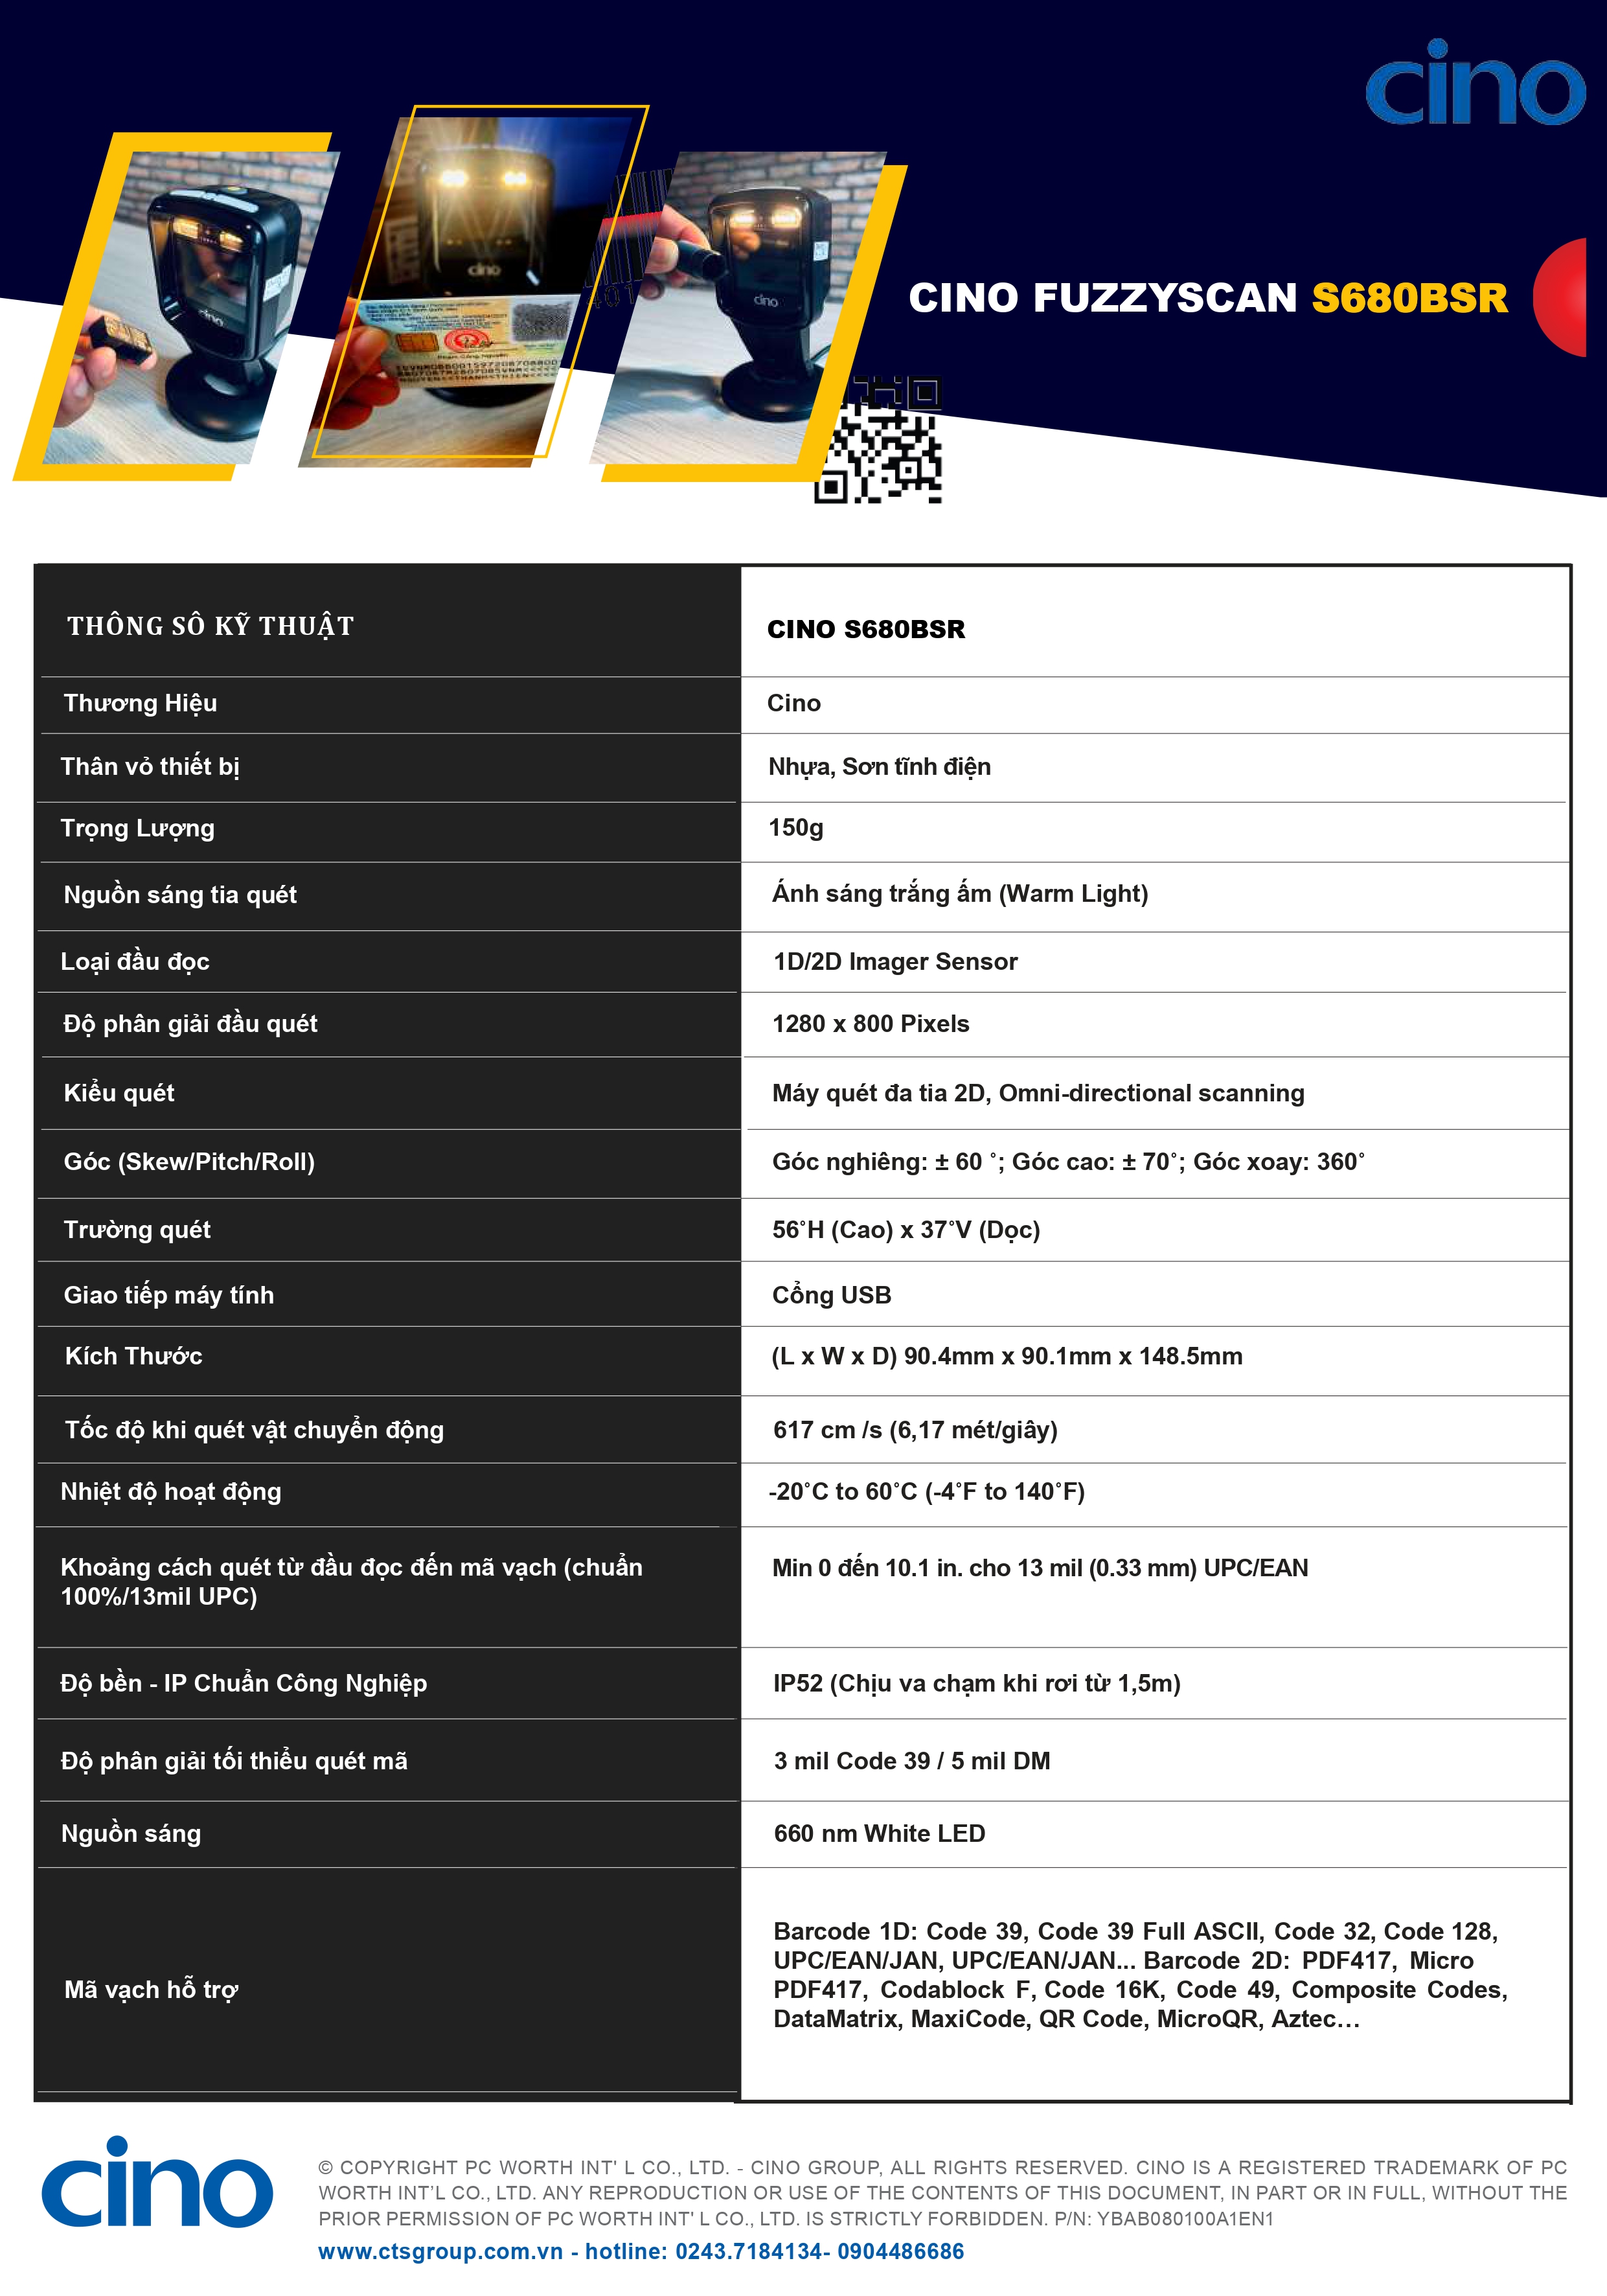 cino
cino
cino
cino
401
CINO FUZZYSCAN S680BSR
THÔNG SÔ KỸ THUẬT
CINO S680BSR
Thương Hiệu
Cino
Thân vỏ thiết bị
Nhựa, Sơn tĩnh điện
Trọng Lượng
150g
Nguồn sáng tia quét
Ánh sáng trắng ấm (Warm Light)
Loại đầu đọc
1D/2D Imager Sensor
Độ phân giải đầu quét
1280 x 800 Pixels
Kiểu quét
Máy quét đa tia 2D, Omni-directional scanning
Góc (Skew/Pitch/Roll)
Góc nghiêng: ± 60 ˚; Góc cao: ± 70˚; Góc xoay: 360˚
Trường quét
56˚H (Cao) x 37˚V (Dọc)
Giao tiếp máy tính
Cổng USB
Kích Thước
(L x W x D) 90.4mm x 90.1mm x 148.5mm
Tốc độ khi quét vật chuyển động
617 cm /s (6,17 mét/giây)
Nhiệt độ hoạt động
-20˚C to 60˚C (-4˚F to 140˚F)
Khoảng cách quét từ đầu đọc đến mã vạch (chuẩn
100%/13mil UPC)
Min 0 đến 10.1 in. cho 13 mil (0.33 mm) UPC/EAN
Độ bền - IP Chuẩn Công Nghiệp
IP52 (Chịu va chạm khi rơi từ 1,5m)
Độ phân giải tối thiểu quét mã
3 mil Code 39 / 5 mil DM
Nguồn sáng
660 nm White LED
Mã vạch hỗ trợ
Barcode 1D: Code 39, Code 39 Full ASCII, Code 32, Code 128,
UPC/EAN/JAN, UPC/EAN/JAN... Barcode 2D: PDF417, Micro
PDF417, Codablock F, Code 16K, Code 49, Composite Codes,
DataMatrix, MaxiCode, QR Code, MicroQR, Aztec…
cino
© COPYRIGHT PC WORTH INT' L CO., LTD. - CINO GROUP, ALL RIGHTS RESERVED. CINO IS A REGISTERED TRADEMARK OF PC
WORTH INT’L CO., LTD. ANY REPRODUCTION OR USE OF THE CONTENTS OF THIS DOCUMENT, IN PART OR IN FULL, WITHOUT THE
PRIOR PERMISSION OF PC WORTH INT' L CO., LTD. IS STRICTLY FORBIDDEN. P/N: YBAB080100A1EN1
www.ctsgroup.com.vn - hotline: 0243.7184134- 0904486686